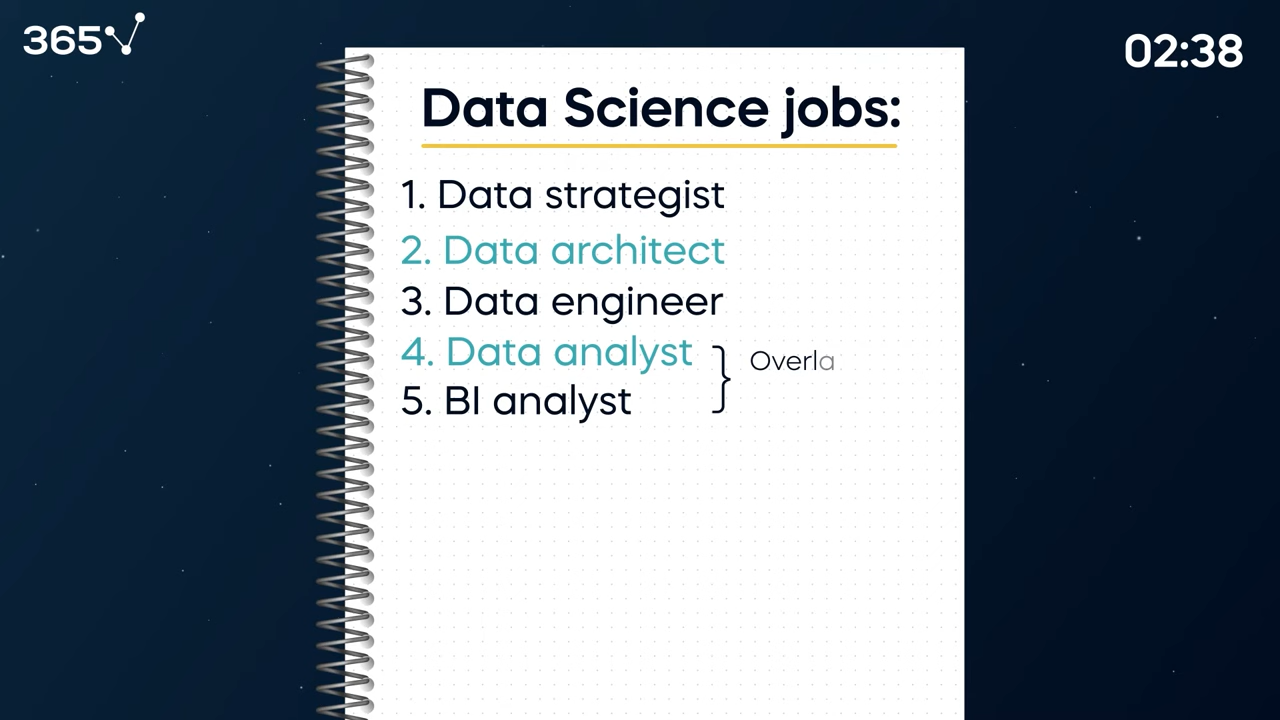 365
02:38
Data Science jobs:
1. Data strategist
2. Data architect
3. Data engineer
4. Data analyst
5. BI analyst
} Overla